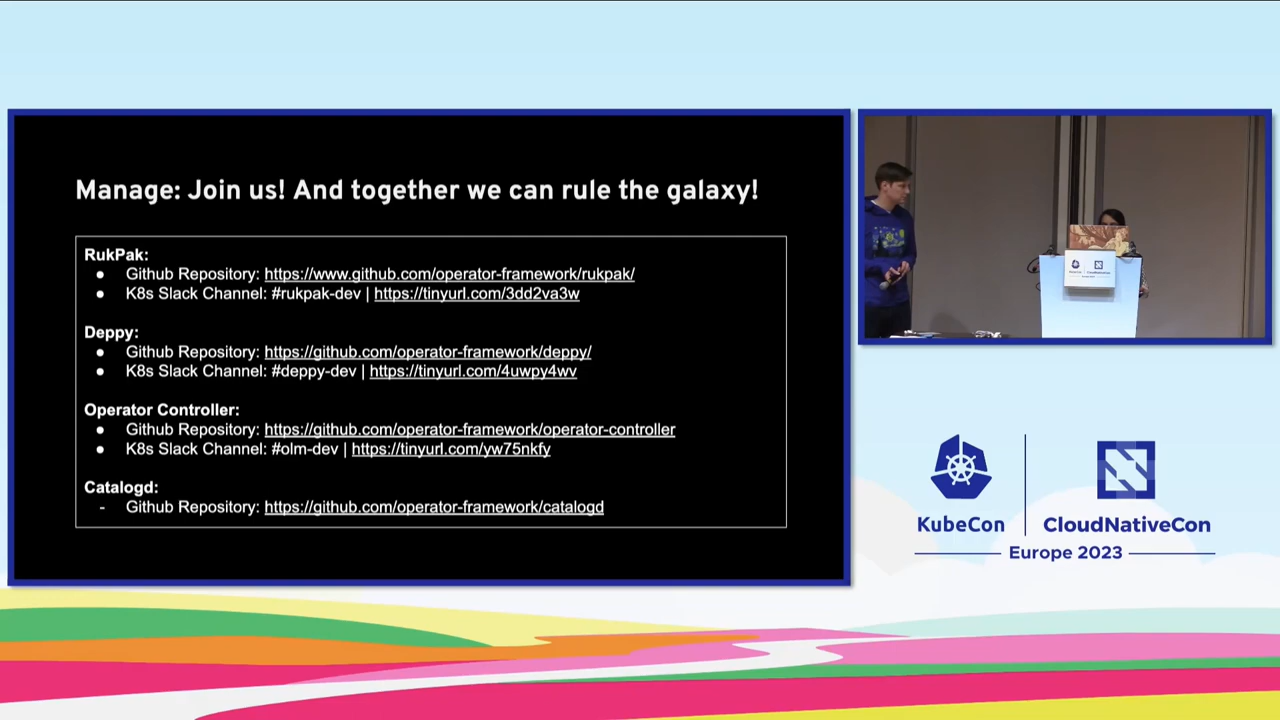 Manage: Join us! And together we can rule the galaxy!
RukPak:
● Github Repository: https://www.github.com/operator-framework/rukpak/
● K8s Slack Channel: #rukpak-dev | https://tinyurl.com/3dd2va3w
Deppy:
● Github Repository: https://github.com/operator-framework/deppy/
● K8s Slack Channel: #deppy-dev | https://tinyurl.com/4uwpy4wv
Operator Controller:
● Github Repository: https://github.com/operator-framework/operator-controller
● K8s Slack Channel: #olm-dev | https://tinyurl.com/yw75nkfy
Catalogd:
- Github Repository: https://github.com/operator-framework/catalogd
KubeCon
CloudNativeCon
Europe 2023